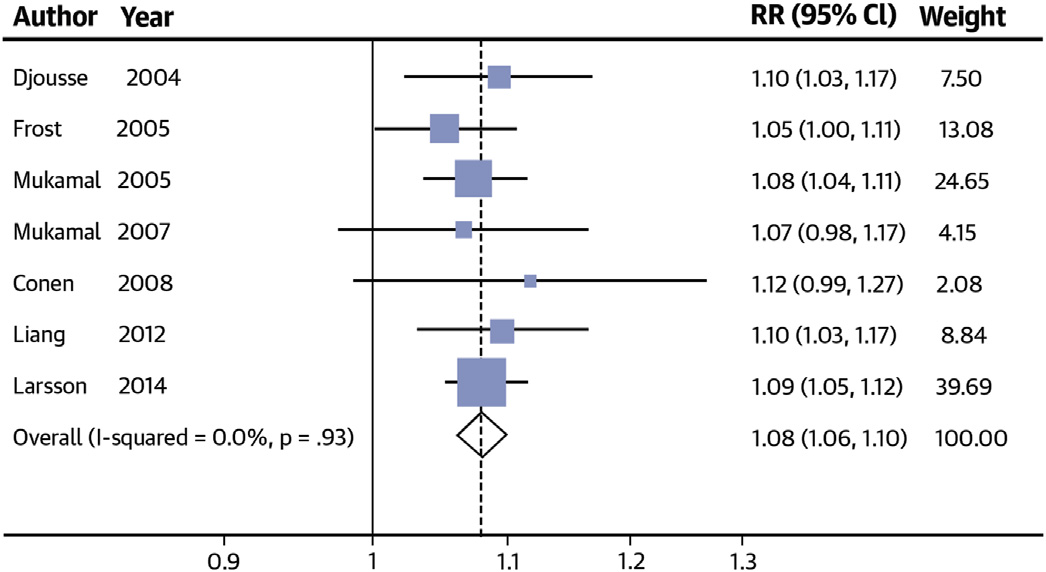 Author Year RR (95% CI) Weight
Djousse 2004 1.10 (1.03, 1.17) 7.50
Frost 2005 1.05 (1.00, 1.11) 13.08
Mukamal 2005 1.08 (1.04, 1.11) 24.65
Mukamal 2007 1.07 (0.98, 1.17) 4.15
Conen 2008 1.12 (0.99, 1.27) 2.08
Liang 2012 1.10 (1.03, 1.17) 8.84
Larsson 2014 1.09 (1.05, 1.12) 39.69
Overall (I-squared = 0.0%, p = .93) 1.08 (1.06, 1.10) 100.00
0.9 1 1.1 1.2 1.3